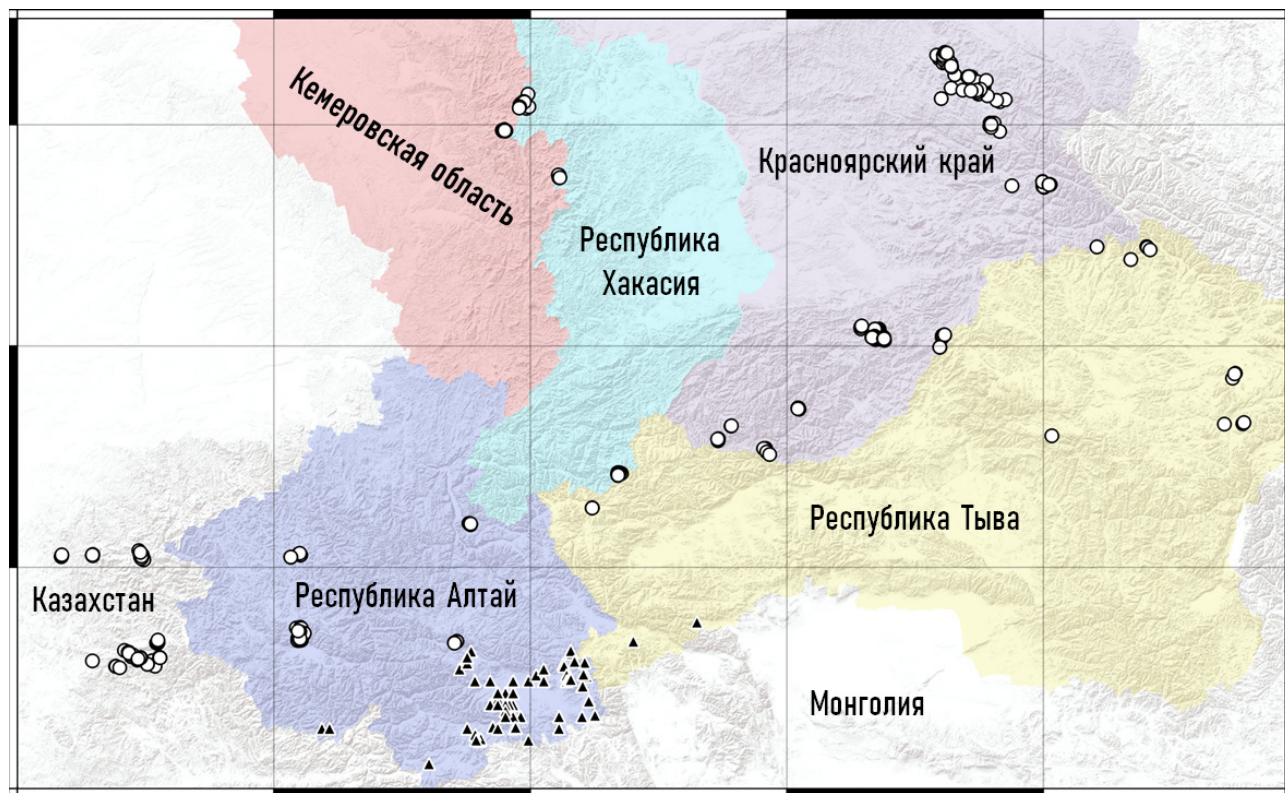 Кемеровская область
Красноярский край
Республика
Хакасия
Республика Тыва
Казахстан
Республика Алтай
Монголия